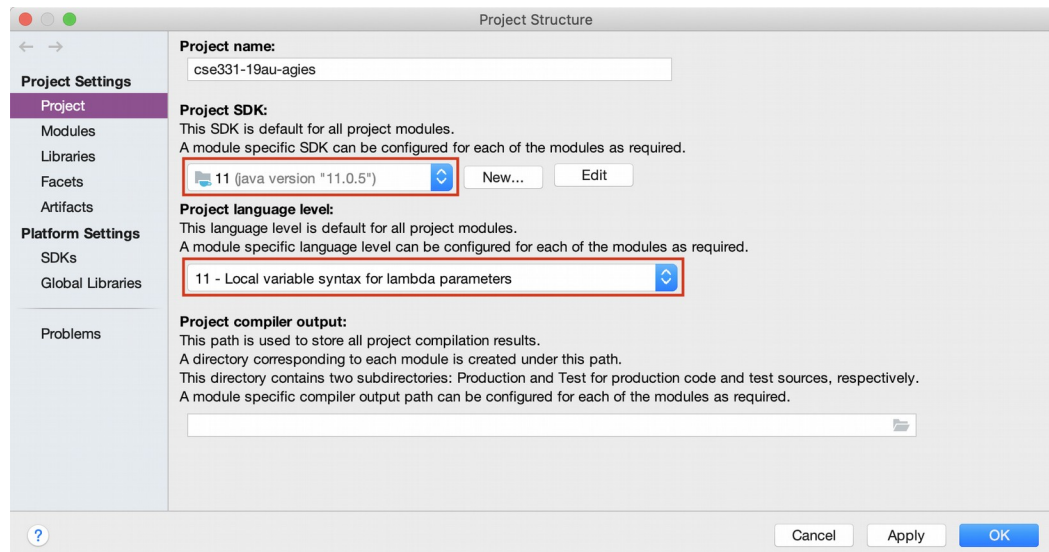 Project Structure
Project name:
cse331-19au-agies
Project Settings
Project
Modules
Libraries
Facets
Artifacts
Platform Settings
SDKs
Global Libraries
Problems
Project SDK:
This SDK is default for all project modules.
A module specific SDK can be configured for each of the modules as required.
11 (java version "11.0.5")
New...
Edit
Project language level:
This language level is default for all project modules.
A module specific language level can be configured for each of the modules as required.
11 - Local variable syntax for lambda parameters
Project compiler output:
This path is used to store all project compilation results.
A directory corresponding to each module is created under this path.
This directory contains two subdirectories: Production and Test for production code and test sources, respectively.
A module specific compiler output path can be configured for each of the modules as required.
?
Cancel
Apply
OK